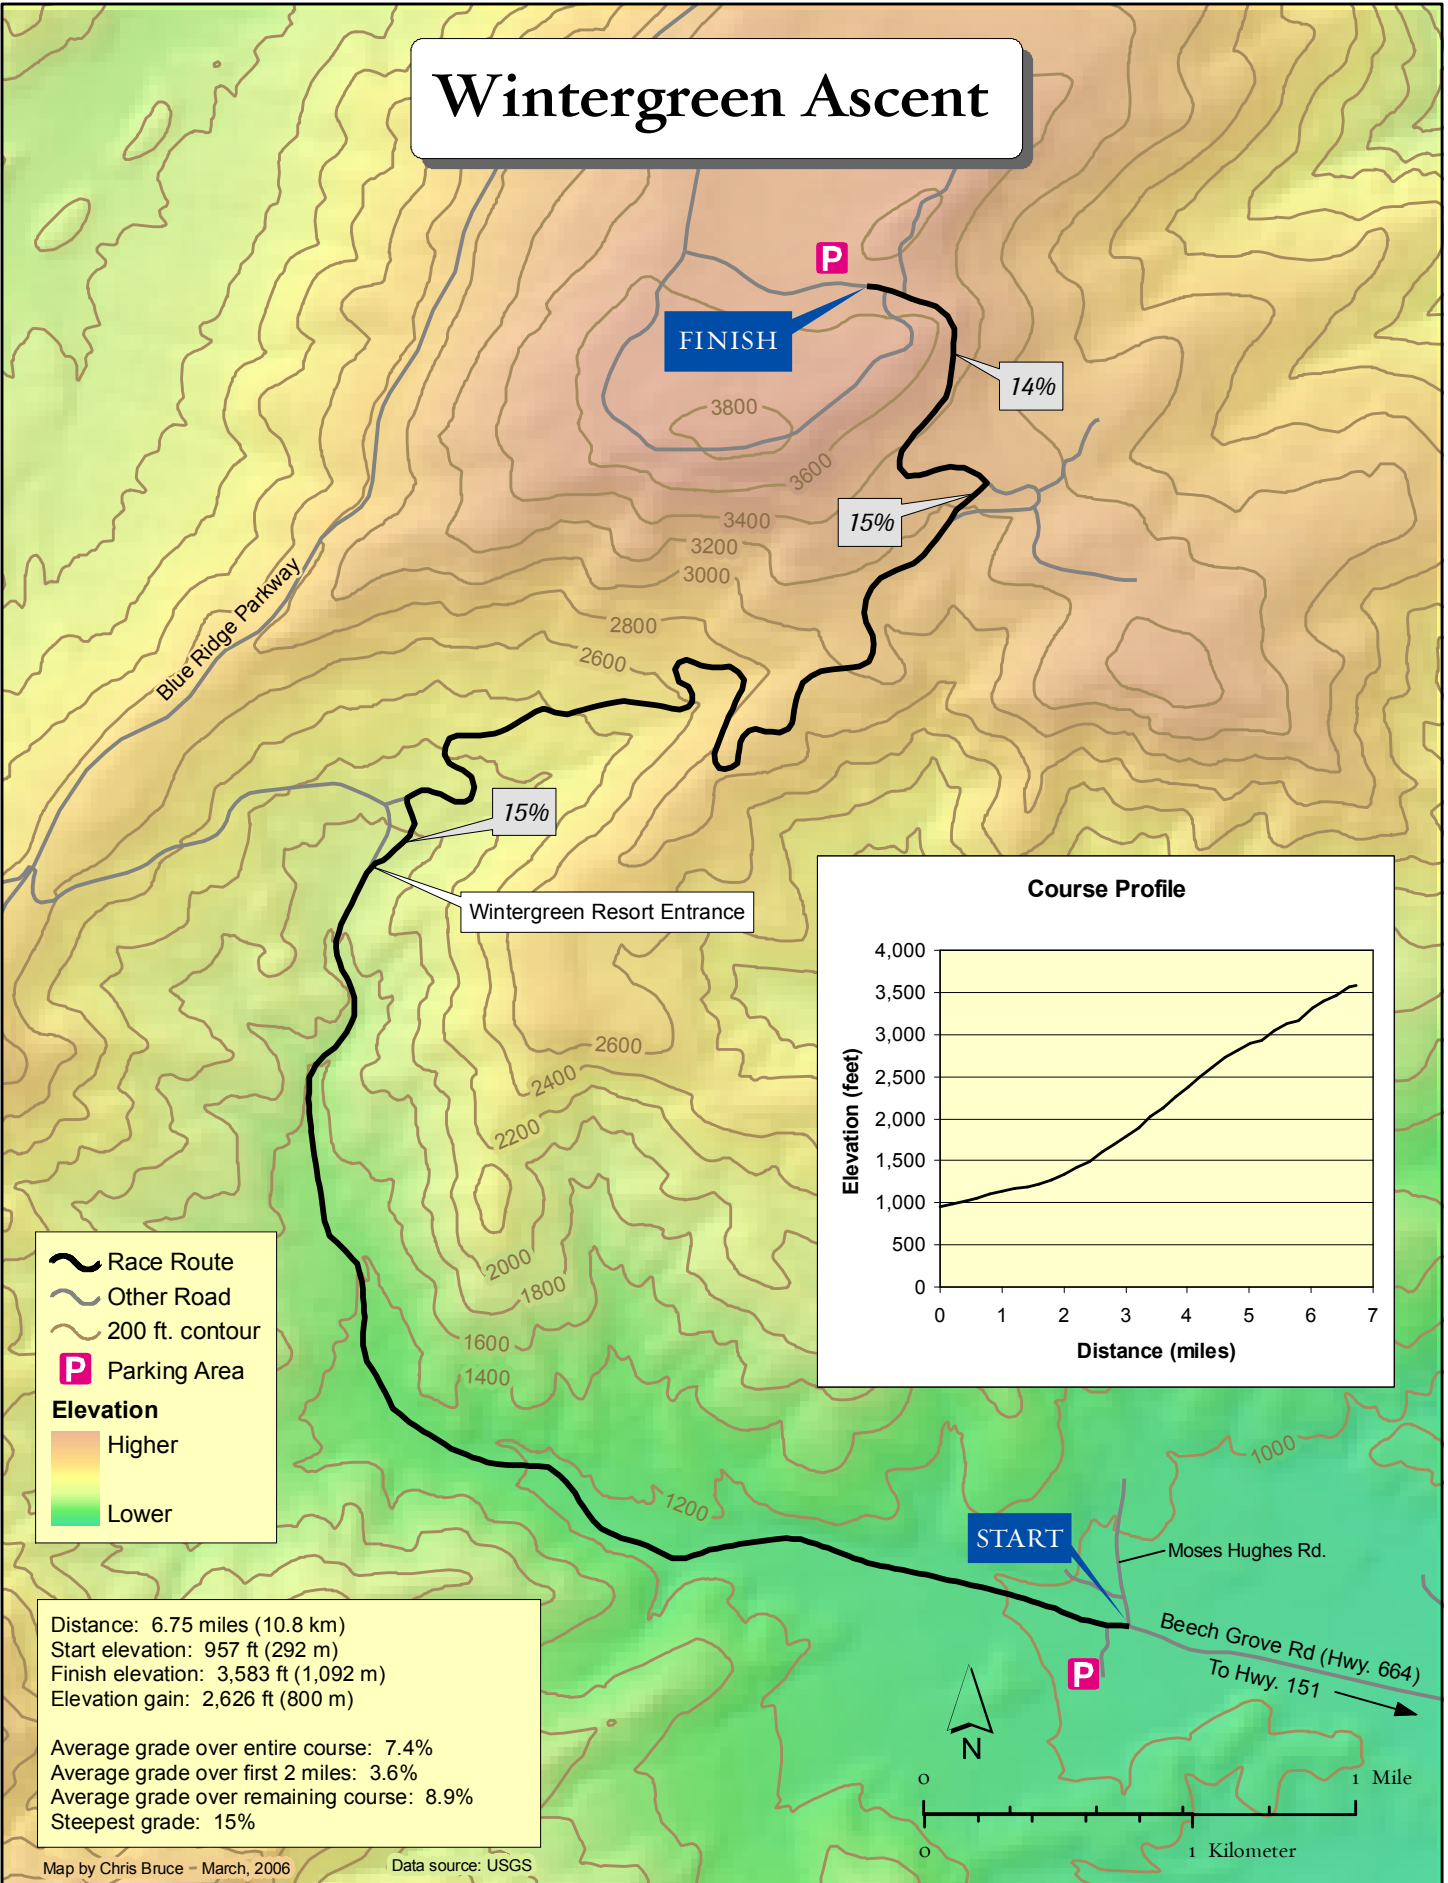 Wintergreen Ascent
P
FINISH
14%
3800
3600
15%
3400
3200
3000
2800
2600
Blue Ridge Parkway
15%
Wintergreen Resort Entrance
Course Profile
4,000
3,500
3,000
2,500
2,000
1,500
1,000
500
0
Elevation (feet)
0 1 2 3 4 5 6 7
Distance (miles)
2600
2400
2200
2000
1800
1600
1400
1200
1000
Race Route
Other Road
200 ft. contour
P Parking Area
Elevation
Higher
Lower
START
Moses Hughes Rd.
Beech Grove Rd (Hwy. 664)
To Hwy. 151
P
N
0 1 Mile
0 1 Kilometer
Distance: 6.75 miles (10.8 km)
Start elevation: 957 ft (292 m)
Finish elevation: 3,583 ft (1,092 m)
Elevation gain: 2,626 ft (800 m)
Average grade over entire course: 7.4%
Average grade over first 2 miles: 3.6%
Average grade over remaining course: 8.9%
Steepest grade: 15%
Map by Chris Bruce - March, 2006
Data source: USGS